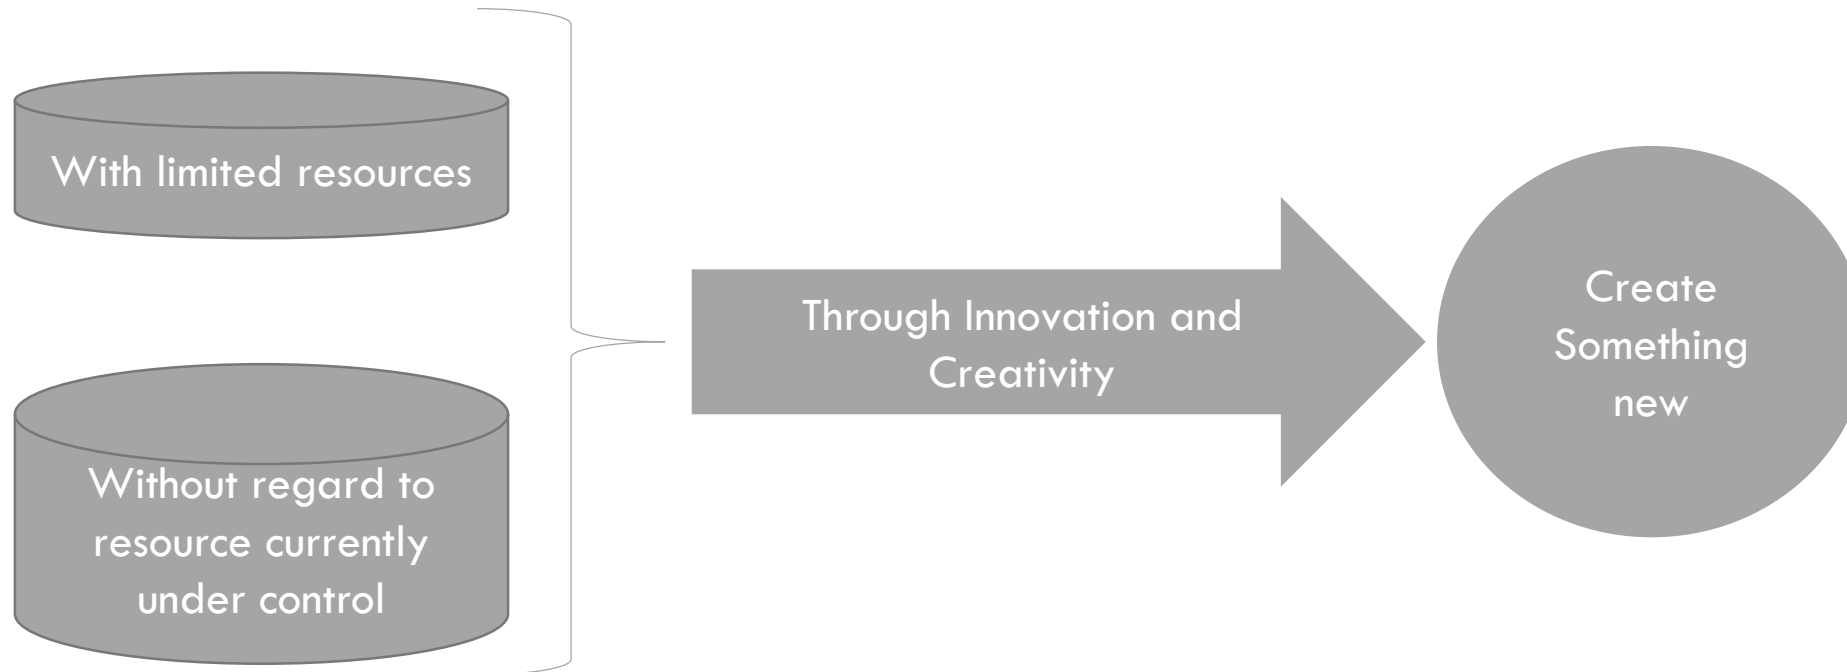 With limited resources
Without regard to
resource currently
under control
Through Innovation and
Creativity
Create
Something
new